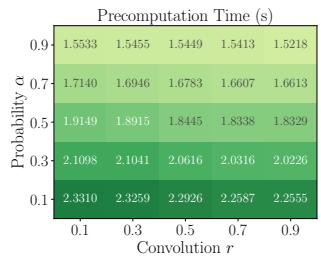 Precomputation Time (s)
Probability α
0.9 1.5533 1.5455 1.5449 1.5413 1.5218
0.7 1.7140 1.6946 1.6783 1.6607 1.6613
0.5 1.9149 1.8915 1.8445 1.8338 1.8329
0.3 2.1098 2.1041 2.0616 2.0316 2.0226
0.1 2.3310 2.3259 2.2926 2.2587 2.2555
0.1 0.3 0.5 0.7 0.9
Convolution r